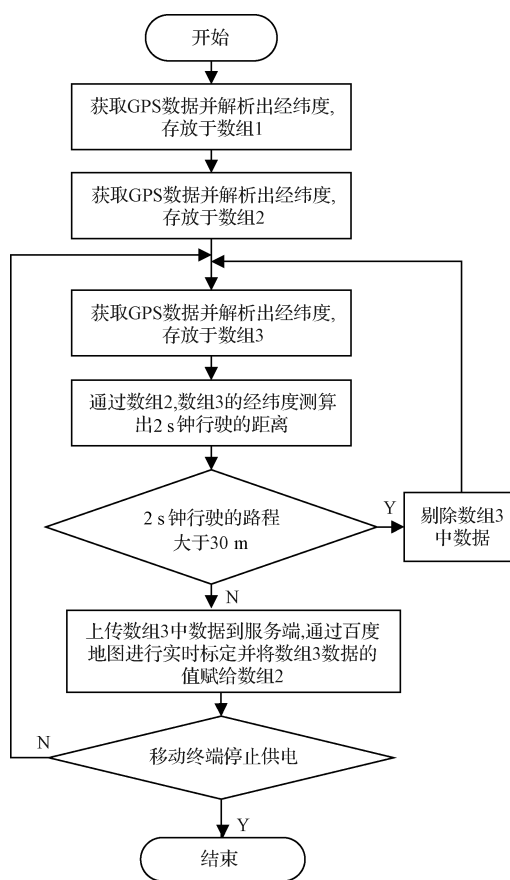 开始
获取GPS数据并解析出经纬度,
存放于数组1
获取GPS数据并解析出经纬度,
存放于数组2
获取GPS数据并解析出经纬度,
存放于数组3
通过数组2,数组3的经纬度测算
出2 s钟行驶的距离
2 s钟行驶的路程
大于30 m
Y
剔除数组3
中数据
N
上传数组3中数据到服务端,通过百度
地图进行实时标定并将数组3数据的
值赋给数组2
N
移动终端停止供电
Y
结束